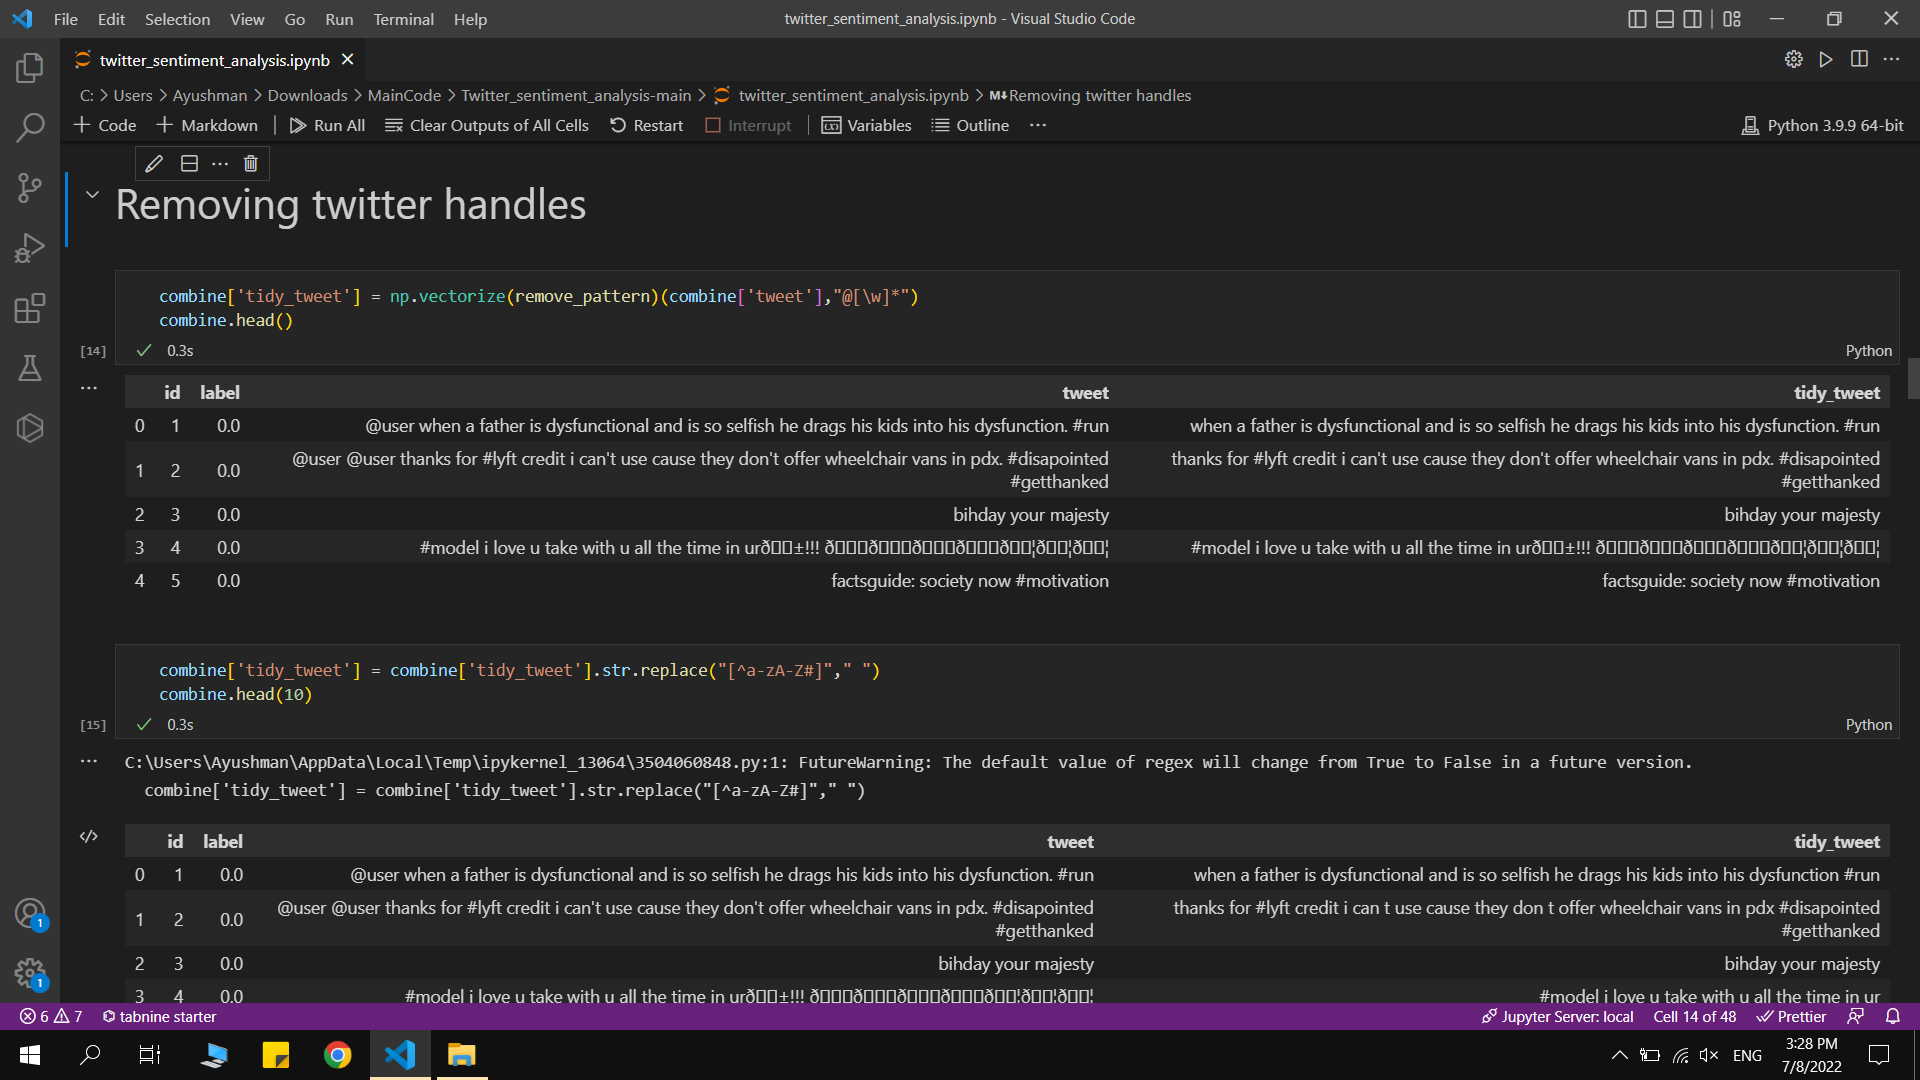 File Edit Selection View Go Run Terminal Help
twitter_sentiment_analysis.ipynb - Visual Studio Code
twitter_sentiment_analysis.ipynb
C: > Users > Ayushman > Downloads > MainCode > Twitter_sentiment_analysis-main > twitter_sentiment_analysis.ipynb > M↓Removing twitter handles
+ Code + Markdown | Run All Clear Outputs of All Cells Restart Interrupt | Variables Outline ...
Python 3.9.9 64-bit
Removing twitter handles
combine['tidy_tweet'] = np.vectorize(remove_pattern)(combine['tweet'],"@[\w]*")
combine.head()
[14] 0.3s Python
id label tweet tidy_tweet
0 1 0.0 @user when a father is dysfunctional and is so selfish he drags his kids into his dysfunction. #run when a father is dysfunctional and is so selfish he drags his kids into his dysfunction. #run
1 2 0.0 @user @user thanks for #lyft credit i can't use cause they don't offer wheelchair vans in pdx. #disapointed thanks for #lyft credit i can't use cause they don't offer wheelchair vans in pdx. #disapointed
#getthanked #getthanked
2 3 0.0 bihday your majesty bihday your majesty
3 4 0.0 #model i love u take with u all the time in urð▯▯±!!! ð▯▯▯ð▯▯▯ð▯▯▯ð▯▯▯ð▯▯¦ð▯▯¦ð▯▯¦ #model i love u take with u all the time in urð▯▯±!!! ð▯▯▯ð▯▯▯ð▯▯▯ð▯▯▯ð▯▯¦ð▯▯¦ð▯▯¦
4 5 0.0 factsguide: society now #motivation factsguide: society now #motivation
combine['tidy_tweet'] = combine['tidy_tweet'].str.replace("[^a-zA-Z#]"," ")
combine.head(10)
[15] 0.3s Python
C:\Users\Ayushman\AppData\Local\Temp\ipykernel_13064\3504060848.py:1: FutureWarning: The default value of regex will change from True to False in a future version.
combine['tidy_tweet'] = combine['tidy_tweet'].str.replace("[^a-zA-Z#]"," ")
id label tweet tidy_tweet
0 1 0.0 @user when a father is dysfunctional and is so selfish he drags his kids into his dysfunction. #run when a father is dysfunctional and is so selfish he drags his kids into his dysfunction #run
1 2 0.0 @user @user thanks for #lyft credit i can't use cause they don't offer wheelchair vans in pdx. #disapointed thanks for #lyft credit i can t use cause they don t offer wheelchair vans in pdx #disapointed
#getthanked #getthanked
2 3 0.0 bihday your majesty bihday your majesty
3 4 0.0 #model i love u take with u all the time in urð▯▯±!!! ð▯▯▯ð▯▯▯ð▯▯▯ð▯▯▯ð▯▯¦ð▯▯¦ð▯▯¦ #model i love u take with u all the time in ur
6 7 tabnine starter
Jupyter Server: local Cell 14 of 48 Prettier
ENG
3:28 PM
7/8/2022
1
1